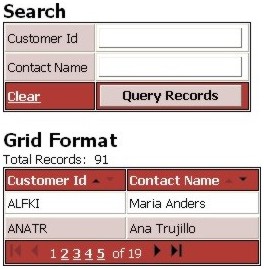 Search
Customer Id
Contact Name
Clear Query Records
Grid Format
Total Records: 91
Customer Id Contact Name
ALFKI Maria Anders
ANATR Ana Trujillo
1 2 3 4 5 of 19